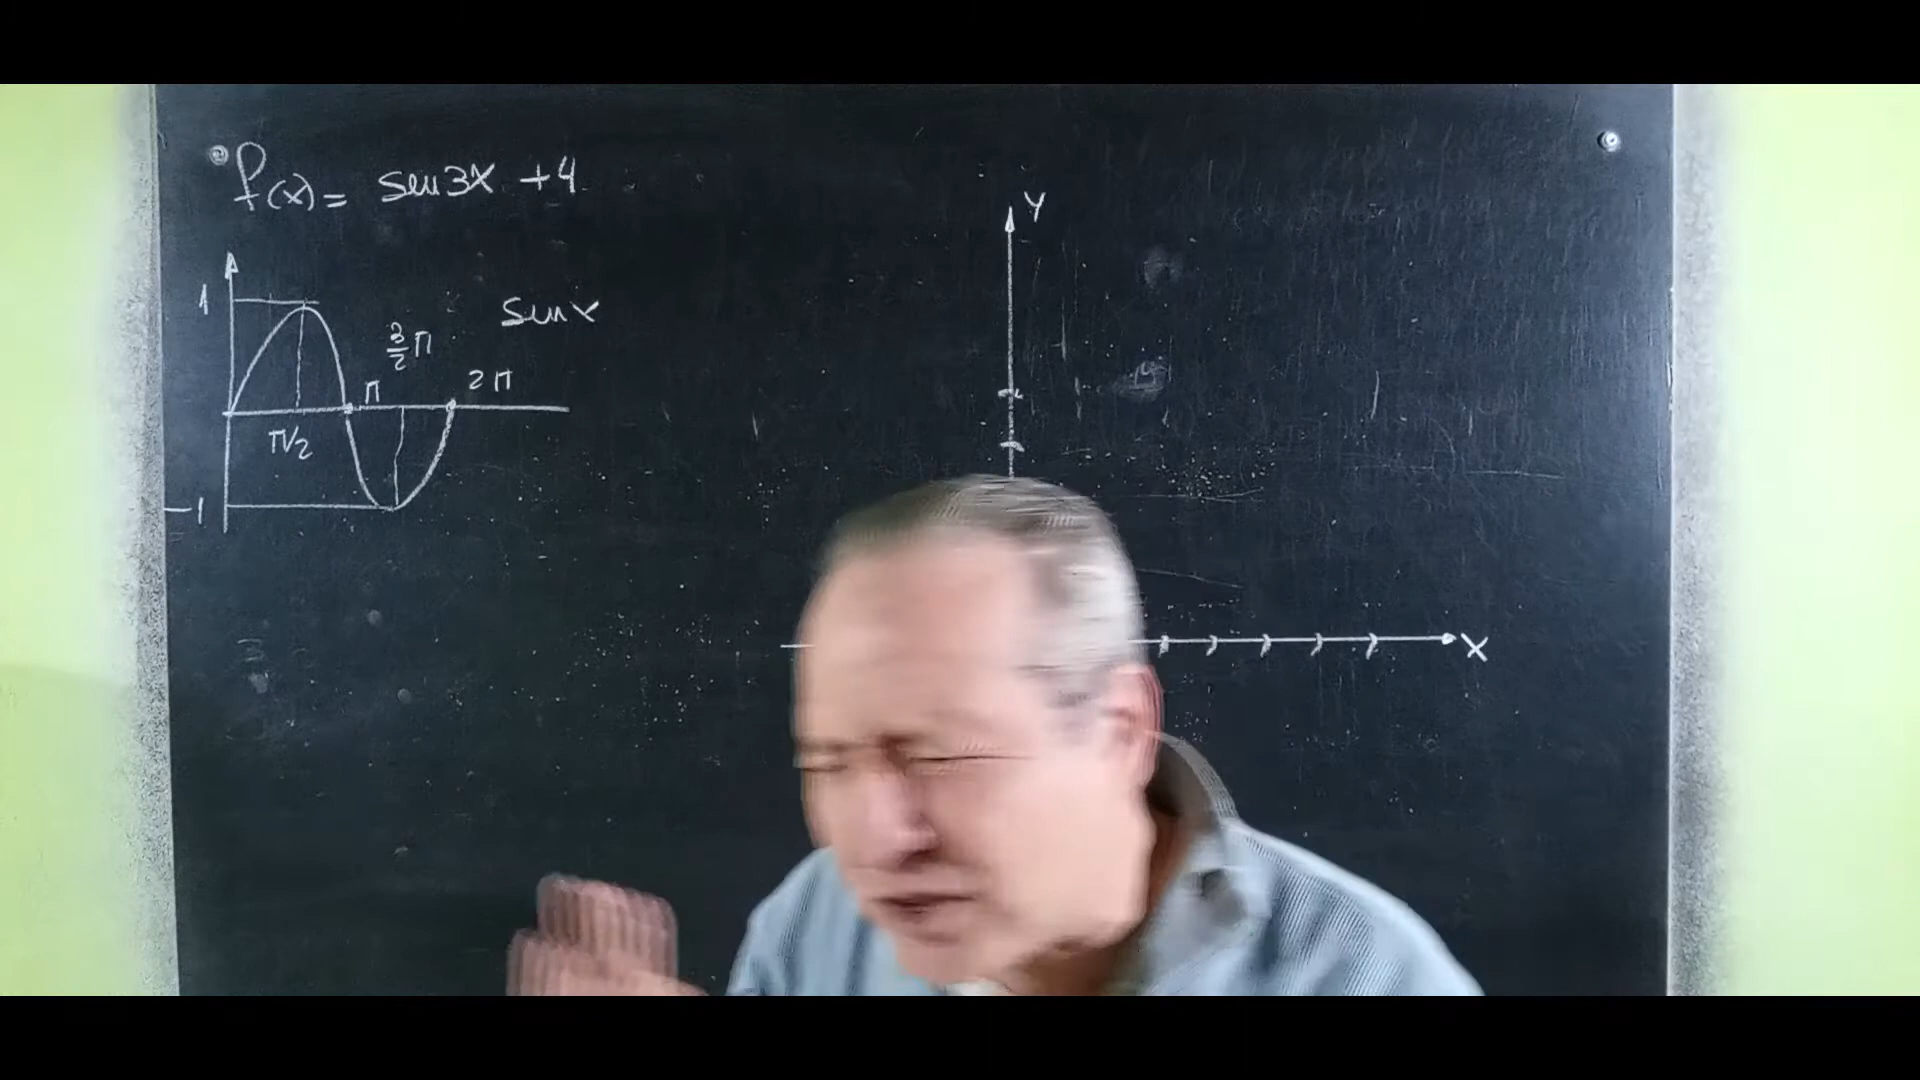 f(x) = sen3x + 4
Y
1
sen x
3/2 π
π
2π
π/2
-1
X